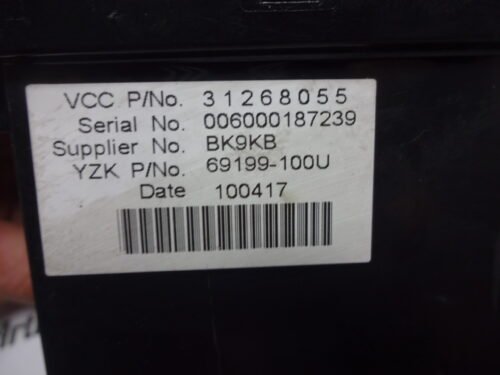 VCC P/No. 31268055
Serial No. 006000187239
Supplier No. BK9KB
YZK P/No. 69199-100U
Date 100417